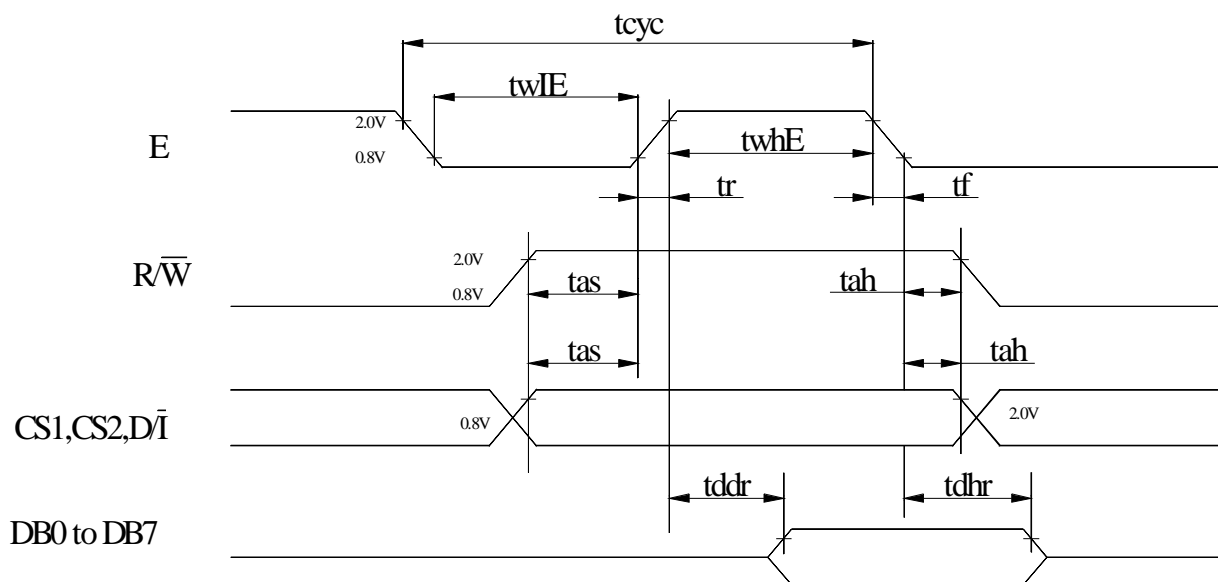 tcyc
twIE
2.0V
E
0.8V
twhE
tr
tf
R/W̅
2.0V
0.8V
tas
tah
tas
tah
CS1,CS2,D/I̅
0.8V
2.0V
tddr
tdhr
DB0 to DB7